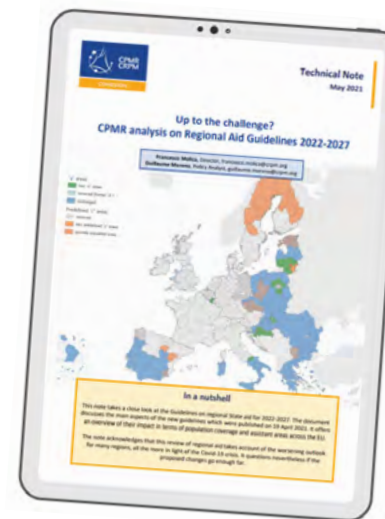 CPMR
CRPM
Technical Note
May 2021
Up to the challenge?
CPMR analysis on Regional Aid Guidelines 2022-2027
Director,
Policy Analyst,
In a nutshell
This note takes a close look at the Guidelines on regional State aid for 2022-2027. The document
discusses the main aspects of the new guidelines which were published on 19 April 2021. It offers
an overview of their impact in terms of population coverage and assistant areas across the EU.
The note acknowledges that this review of regional aid takes account of the worsening outlook
for many regions, all the more in light of the Covid-19 crisis. It questions nevertheless if the
proposed changes go enough far.